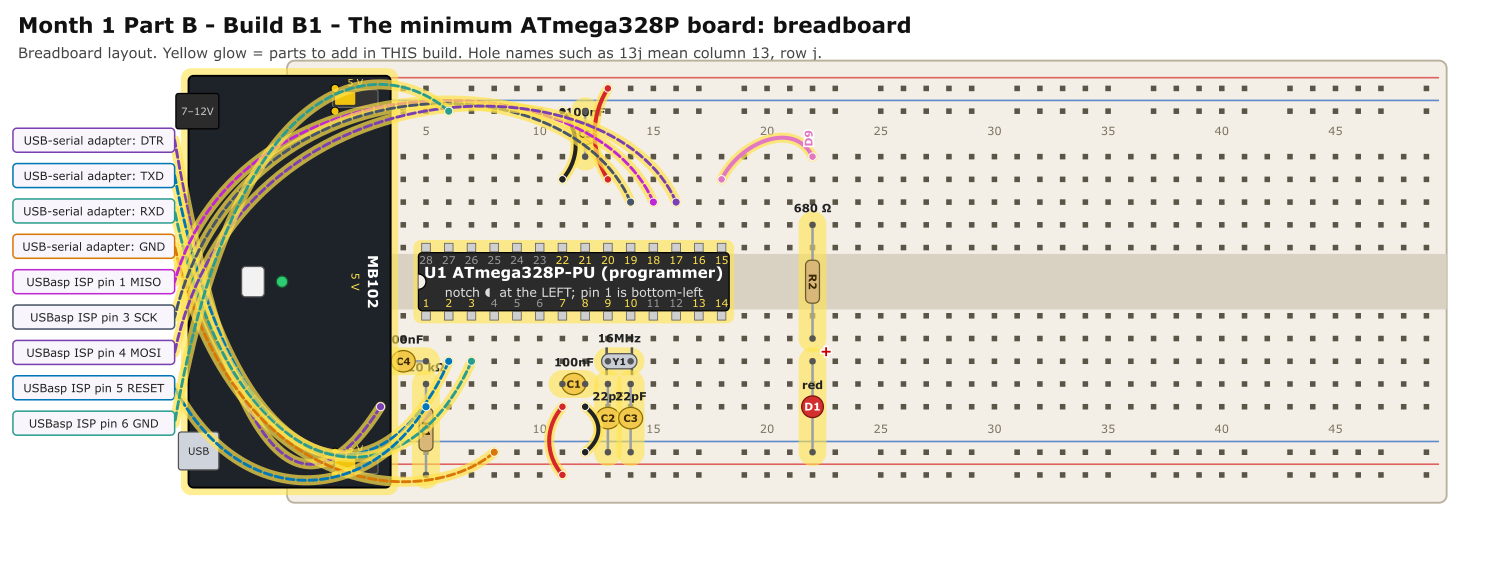 Month 1 Part B - Build B1 - The minimum ATmega328P board: breadboard
Breadboard layout. Yellow glow = parts to add in THIS build. Hole names such as 13j mean column 13, row j.
5 V
7–12V
100nF
5 10 15 20 25 30 35 40 45
USB-serial adapter: DTR
USB-serial adapter: TXD
USB-serial adapter: RXD
USB-serial adapter: GND
USBasp ISP pin 1 MISO
USBasp ISP pin 3 SCK
USBasp ISP pin 4 MOSI
USBasp ISP pin 5 RESET
USBasp ISP pin 6 GND
USB
MB102
5 V
D9
680 Ω
R2
28 27 26 25 24 23 22 21 20 19 18 17 16 15
U1 ATmega328P-PU (programmer)
notch ◖ at the LEFT; pin 1 is bottom-left
1 2 3 4 5 6 7 8 9 10 11 12 13 14
C4
16MHz
Y1
100nF
C1
22pF
22pF
C2
C3
+
red
D1
5 10 15 20 25 30 35 40 45